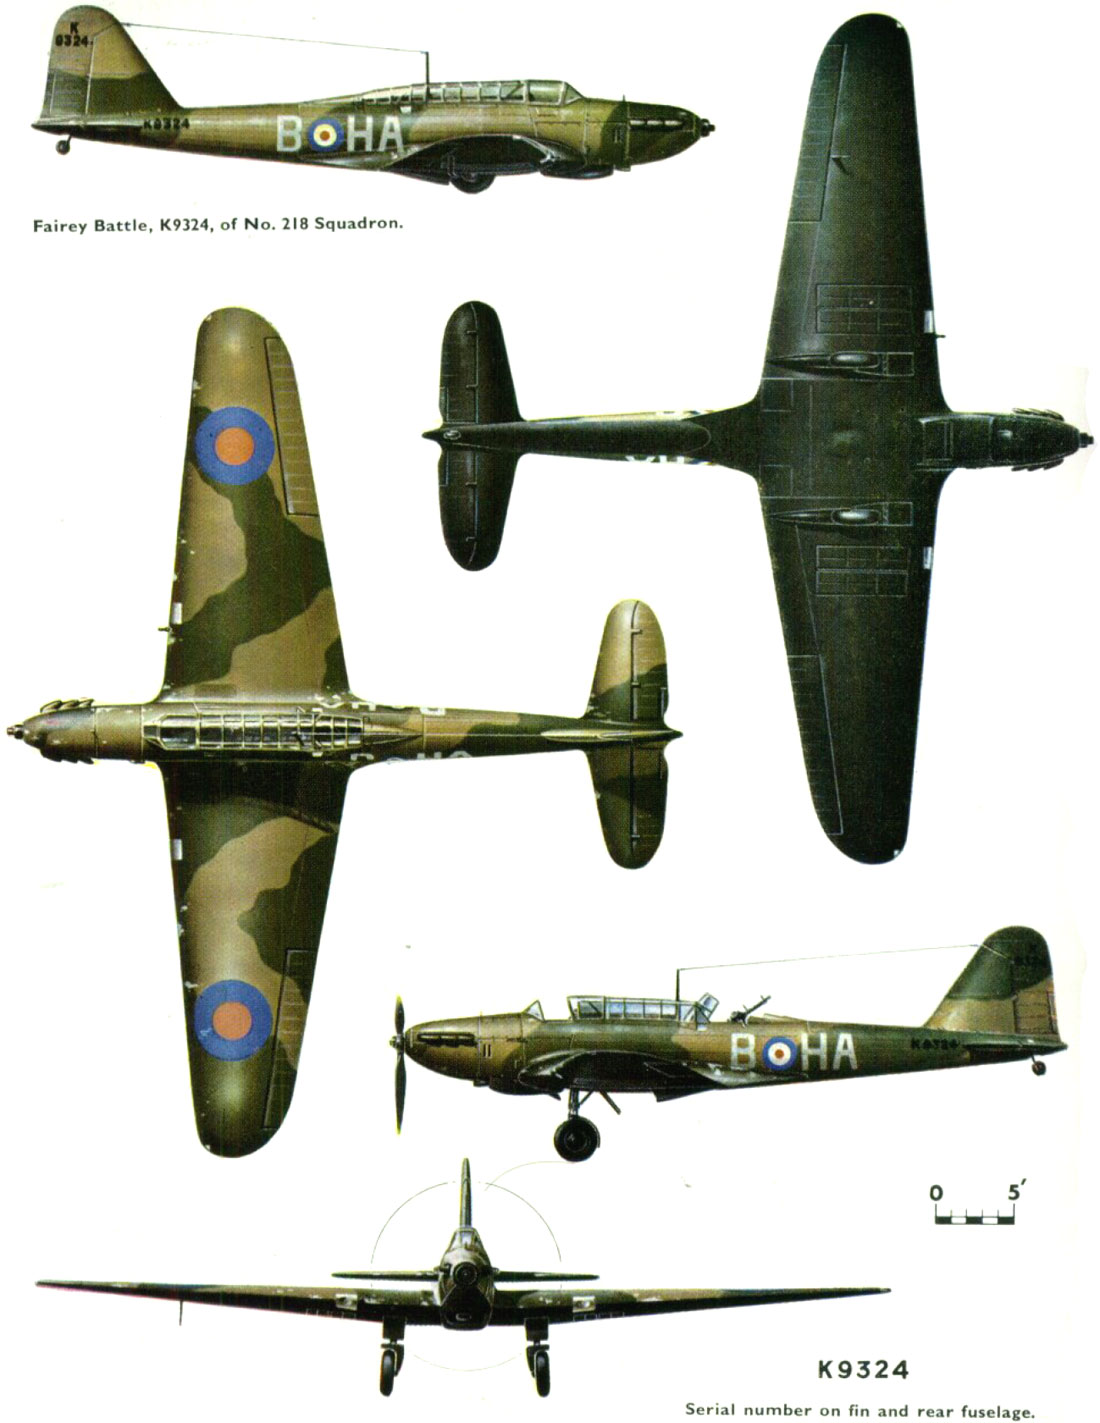 K
9324
K9324
B HA
Fairey Battle, K9324, of No. 218 Squadron.
B HA
K9324
0 5′
K9324
Serial number on fin and rear fuselage.